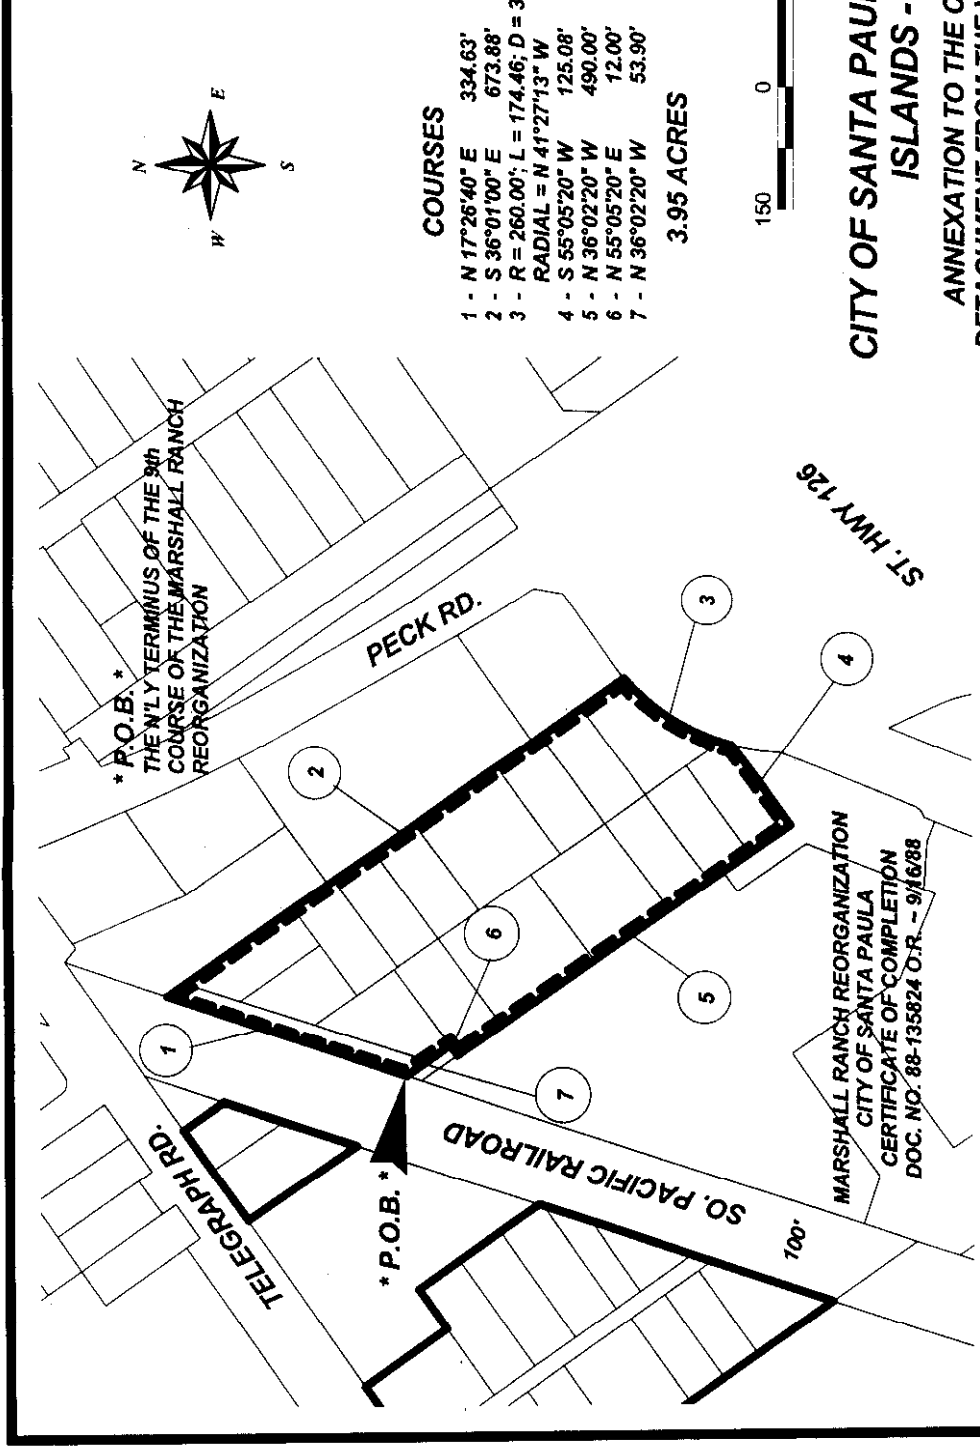 * P.O.B. *
THE N'LY TERMINUS OF THE 9th
COURSE OF THE MARSHALL RANCH
REORGANIZATION
N
W
E
S
TELEGRAPH RD.
PECK RD.
1
2
3
4
5
6
7
* P.O.B. *
SO. PACIFIC RAILROAD
100'
ST. HWY 126
MARSHALL RANCH REORGANIZATION
CITY OF SANTA PAULA
CERTIFICATE OF COMPLETION
DOC. NO. 88-135824 O.R. ~ 9/16/88
COURSES
1 - N 17°26'40" E 334.63'
2 - S 36°01'00" E 673.88'
3 - R = 260.00'; L = 174.46; D = 3
RADIAL = N 41°27'13" W
4 - S 55°05'20" W 125.08'
5 - N 36°02'20" W 490.00'
6 - N 55°05'20" E 12.00'
7 - N 36°02'20" W 53.90'
3.95 ACRES
150 0
CITY OF SANTA PAU
ISLANDS -
ANNEXATION TO THE C